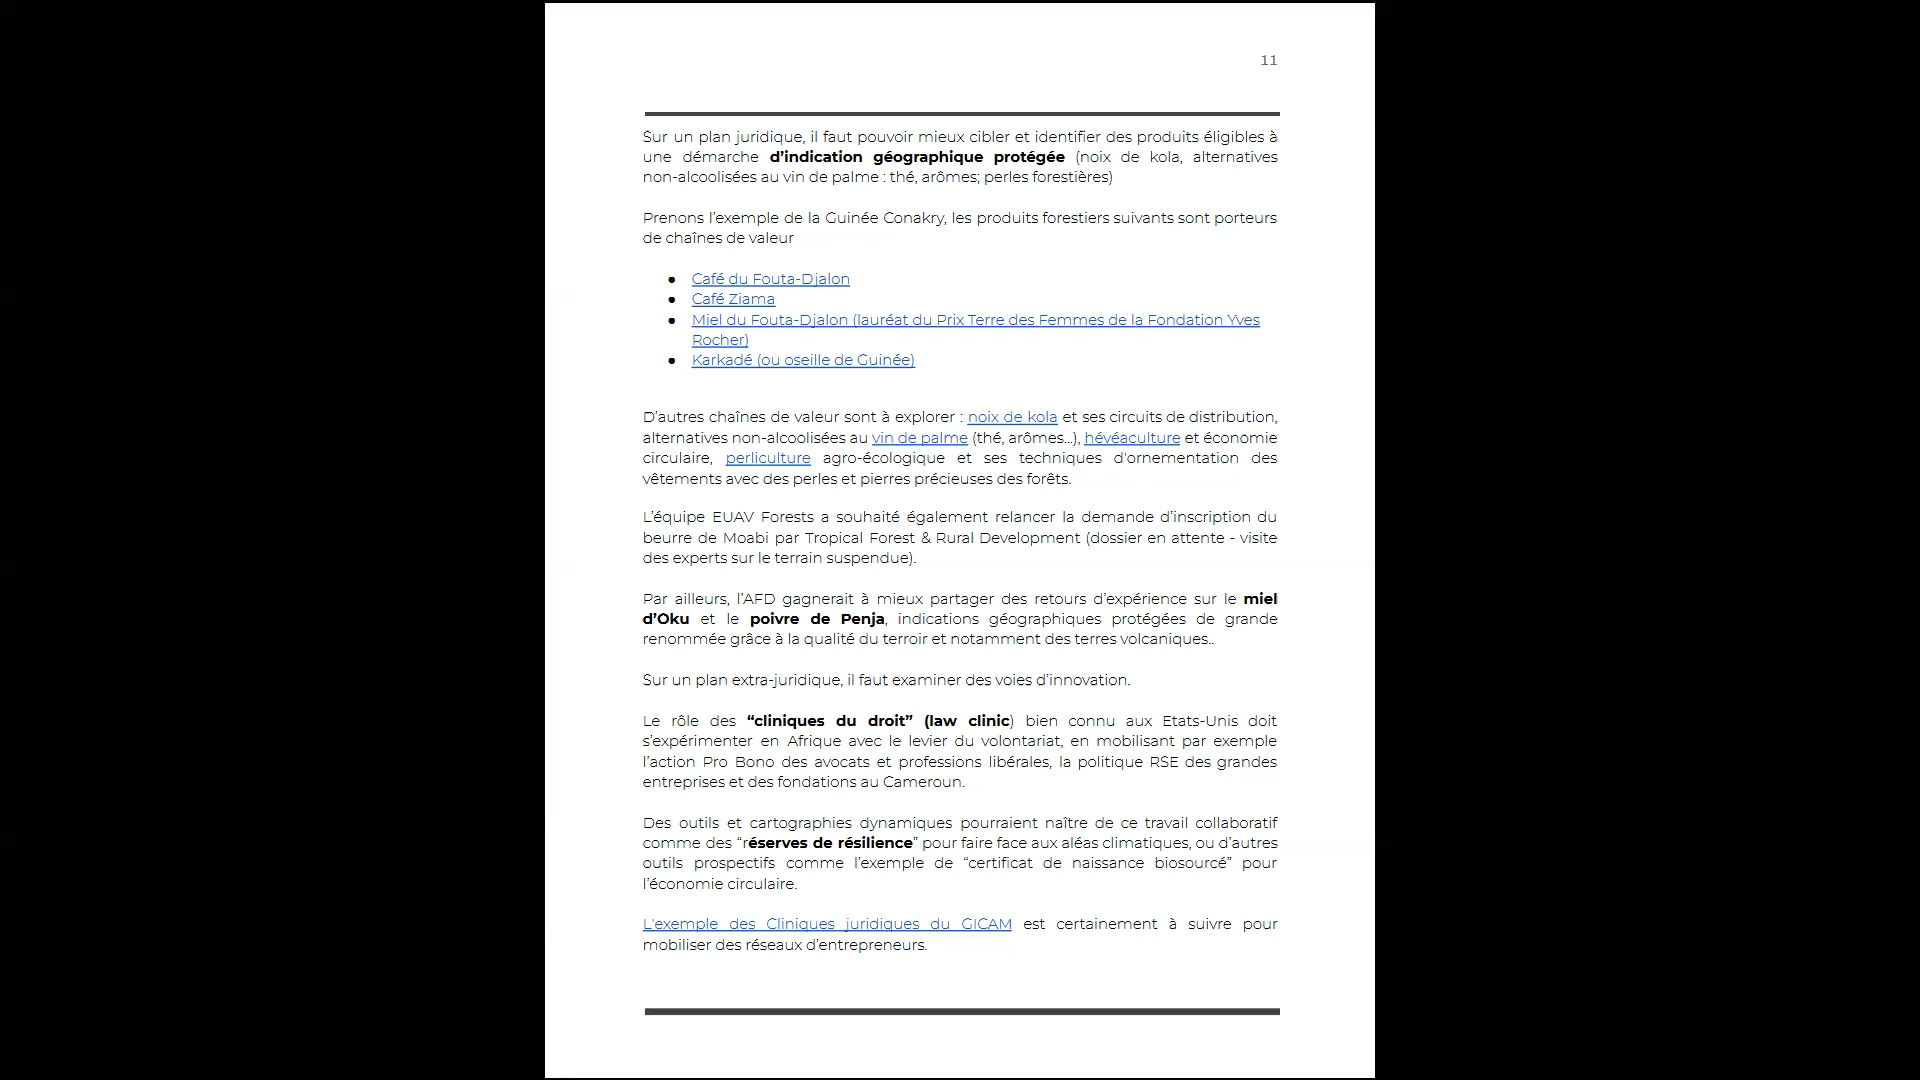 11
Sur un plan juridique, il faut pouvoir mieux cibler et identifier des produits éligibles à
une démarche d’indication géographique protégée (noix de kola, alternatives
non-alcoolisées au vin de palme : thé, arômes; perles forestières)
Prenons l’exemple de la Guinée Conakry, les produits forestiers suivants sont porteurs
de chaînes de valeur
● Café du Fouta-Djalon
● Café Ziama
● Miel du Fouta-Djalon (lauréat du Prix Terre des Femmes de la Fondation Yves
Rocher)
● Karkadé (ou oseille de Guinée)
D’autres chaînes de valeur sont à explorer : noix de kola et ses circuits de distribution,
alternatives non-alcoolisées au vin de palme (thé, arômes…), hévéaculture et économie
circulaire, perliculture agro-écologique et ses techniques d'ornementation des
vêtements avec des perles et pierres précieuses des forêts.
L’équipe EUAV Forests a souhaité également relancer la demande d’inscription du
beurre de Moabi par Tropical Forest & Rural Development (dossier en attente - visite
des experts sur le terrain suspendue).
Par ailleurs, l’AFD gagnerait à mieux partager des retours d’expérience sur le miel
d’Oku et le poivre de Penja, indications géographiques protégées de grande
renommée grâce à la qualité du terroir et notamment des terres volcaniques..
Sur un plan extra-juridique, il faut examiner des voies d’innovation.
Le rôle des “cliniques du droit” (law clinic) bien connu aux Etats-Unis doit
s’expérimenter en Afrique avec le levier du volontariat, en mobilisant par exemple
l’action Pro Bono des avocats et professions libérales, la politique RSE des grandes
entreprises et des fondations au Cameroun.
Des outils et cartographies dynamiques pourraient naître de ce travail collaboratif
comme des “réserves de résilience” pour faire face aux aléas climatiques, ou d’autres
outils prospectifs comme l’exemple de “certificat de naissance biosourcé” pour
l’économie circulaire.
L'exemple des Cliniques juridiques du GICAM est certainement à suivre pour
mobiliser des réseaux d’entrepreneurs.